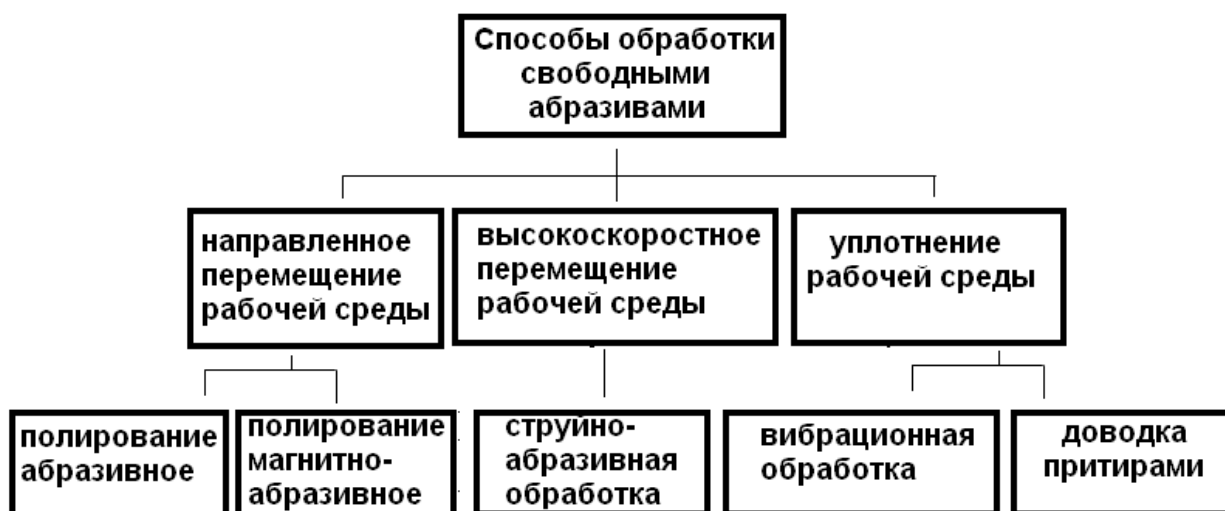 Способы обработки
свободными
абразивами
направленное
перемещение
рабочей среды
высокоскоростное
перемещение
рабочей среды
уплотнение
рабочей среды
полирование
абразивное
полирование
магнитно-
абразивное
струйно-
абразивная
обработка
вибрационная
обработка
доводка
притирами